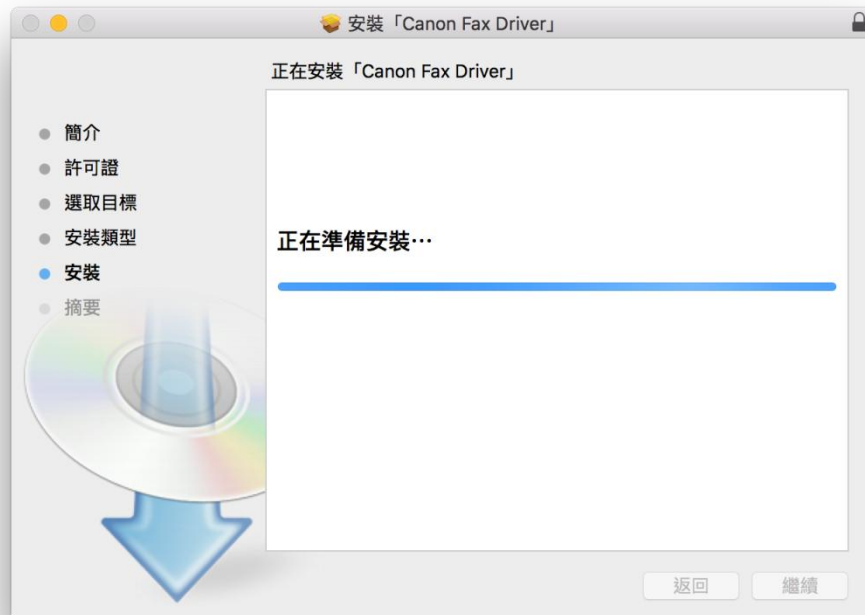 安裝「Canon Fax Driver」
正在安裝「Canon Fax Driver」
簡介
許可證
選取目標
安裝類型
安裝
摘要
正在準備安裝⋯
返回
繼續